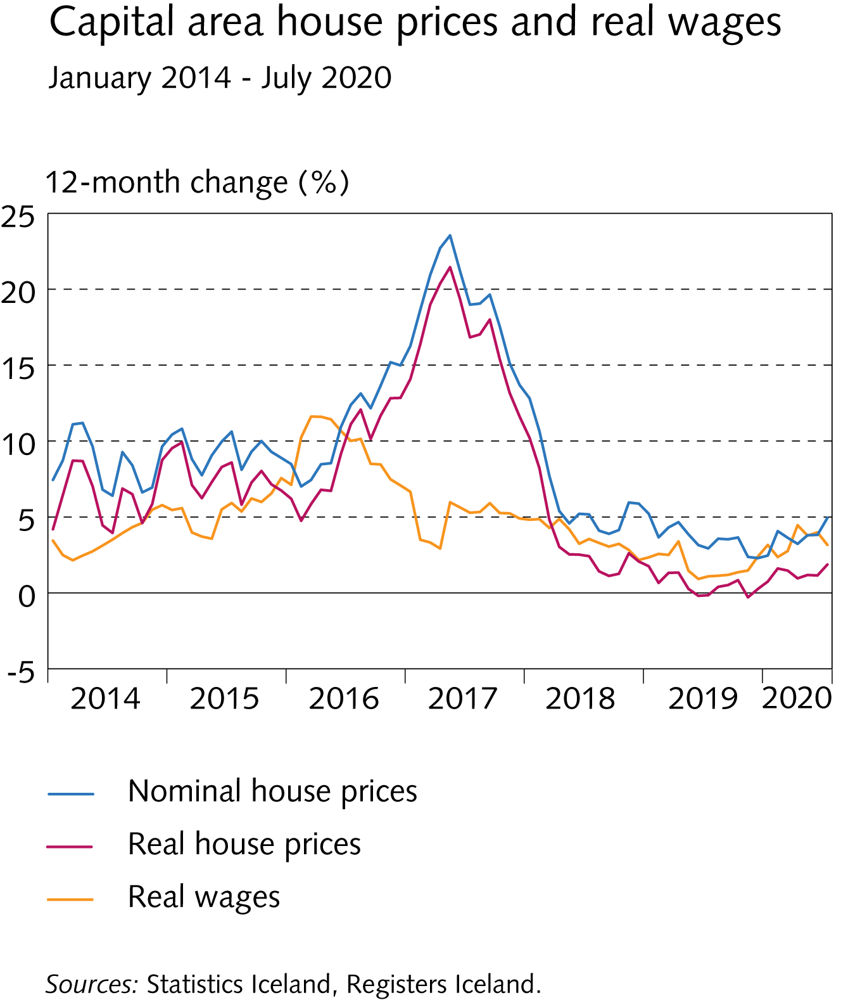 Capital area house prices and real wages
January 2014 - July 2020
12-month change (%)
25
20
15
10
5
0
-5
2014 2015 2016 2017 2018 2019 2020
Nominal house prices
Real house prices
Real wages
Sources: Statistics Iceland, Registers Iceland.